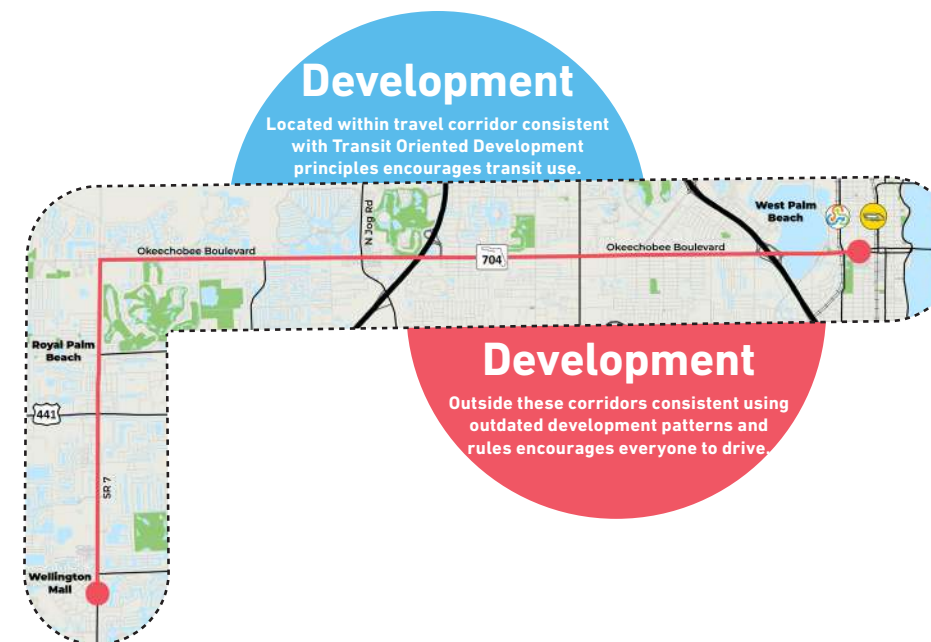 Development
Located within travel corridor consistent
with Transit Oriented Development
principles encourages transit use.
West Palm
Beach
N Jog Rd
Okeechobee Boulevard
Okeechobee Boulevard
704
Royal Palm
Beach
Development
Outside these corridors consistent using
outdated development patterns and
rules encourages everyone to drive.
441
SR 7
Wellington
Mall